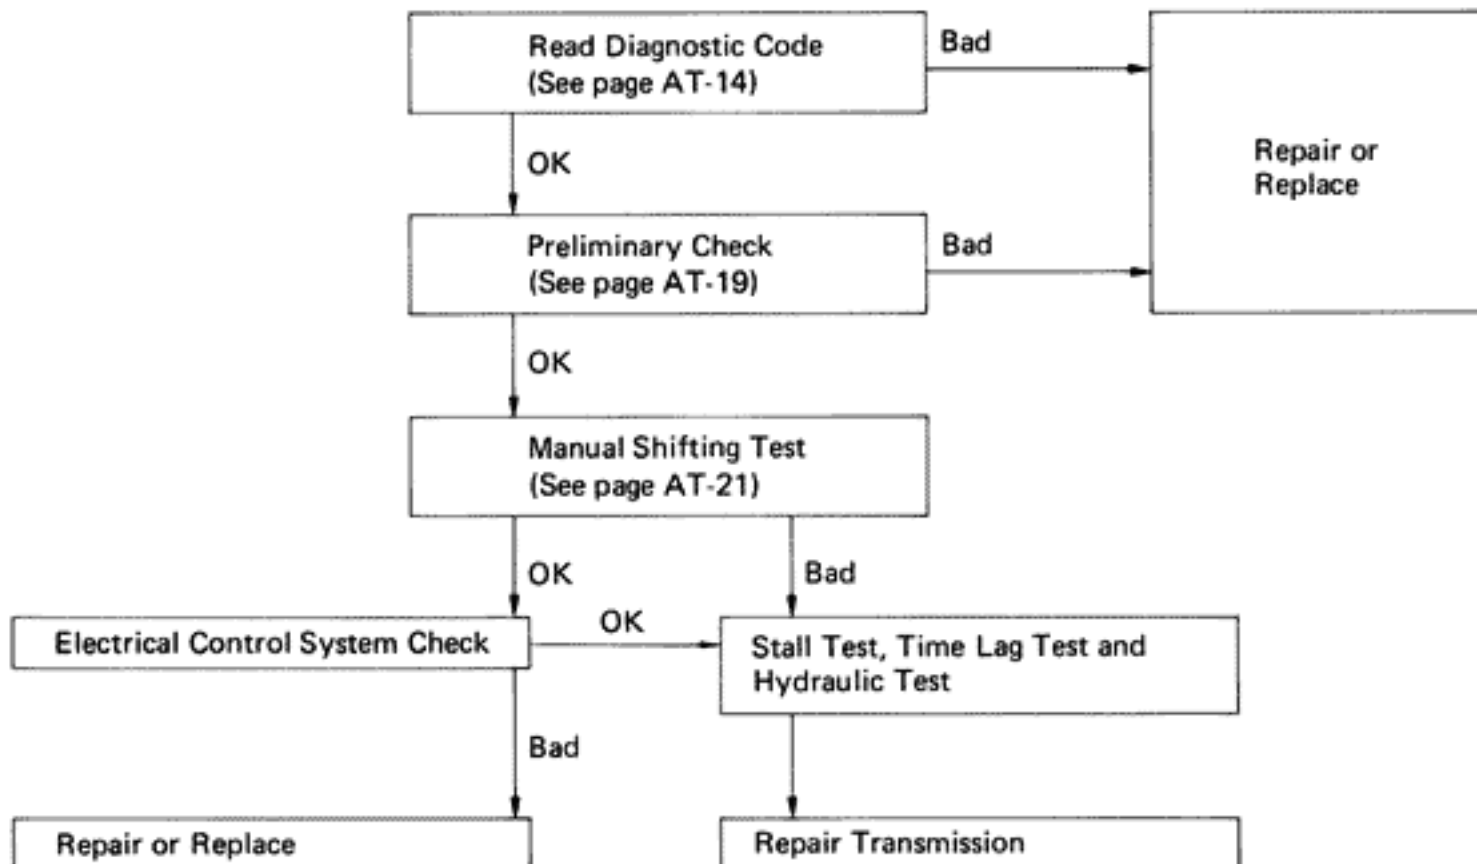 Read Diagnostic Code
(See page AT-14)
Bad
Repair or
Replace
OK
Preliminary Check
(See page AT-19)
Bad
OK
Manual Shifting Test
(See page AT-21)
OK
Bad
Electrical Control System Check
OK
Stall Test, Time Lag Test and
Hydraulic Test
Bad
Repair or Replace
Repair Transmission